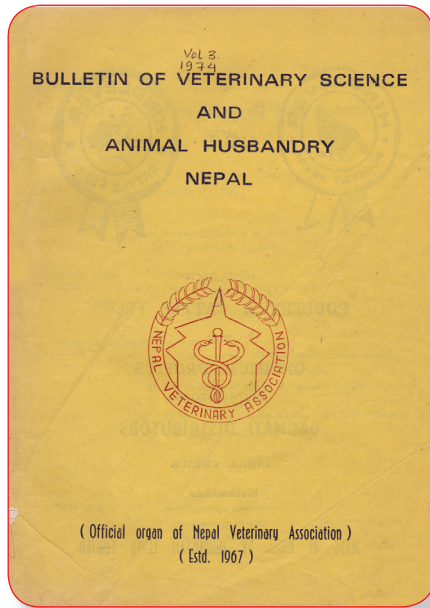 Vol 3.
1974
BULLETIN OF VETERINARY SCIENCE
AND
ANIMAL HUSBANDRY
NEPAL
NEPAL VETERINARY ASSOCIATION
( Official organ of Nepal Veterinary Association )
( Estd. 1967 )